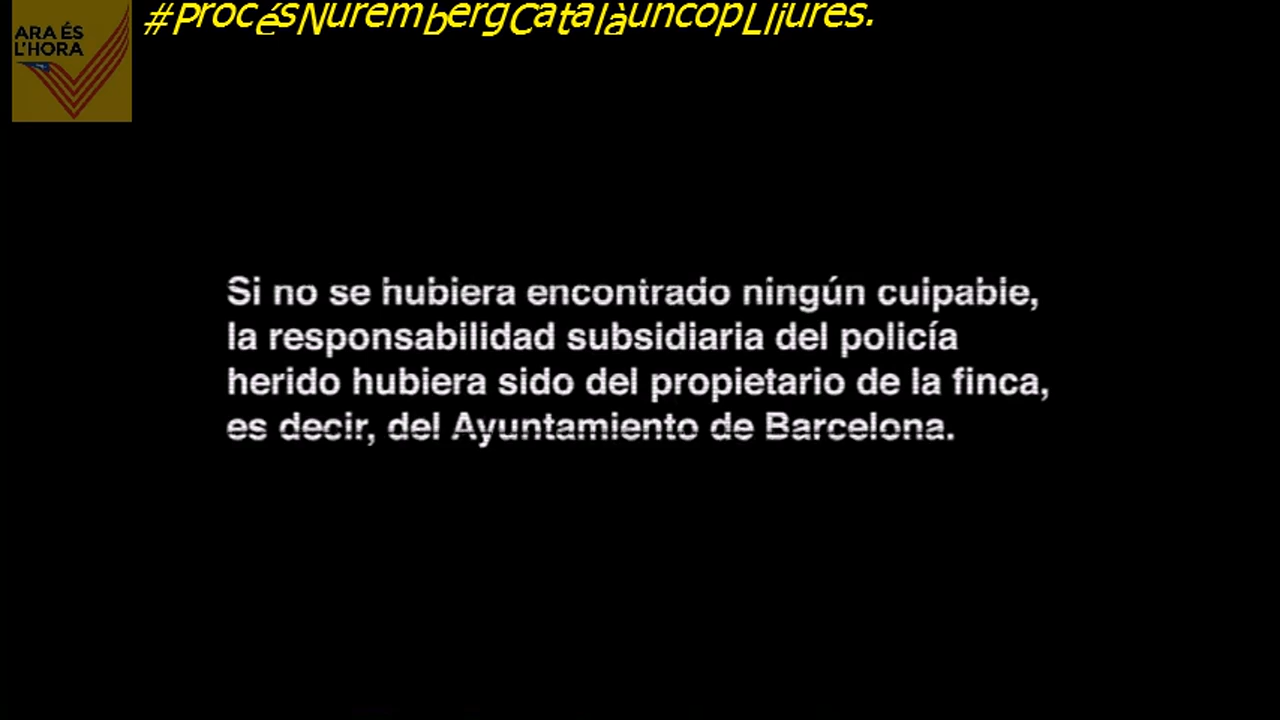 #ProcésNurembergCatalàuncopLliures.
ARA ÉS
L'HORA
Si no se hubiera encontrado ningún culpable,
la responsabilidad subsidiaria del policía
herido hubiera sido del propietario de la finca,
es decir, del Ayuntamiento de Barcelona.